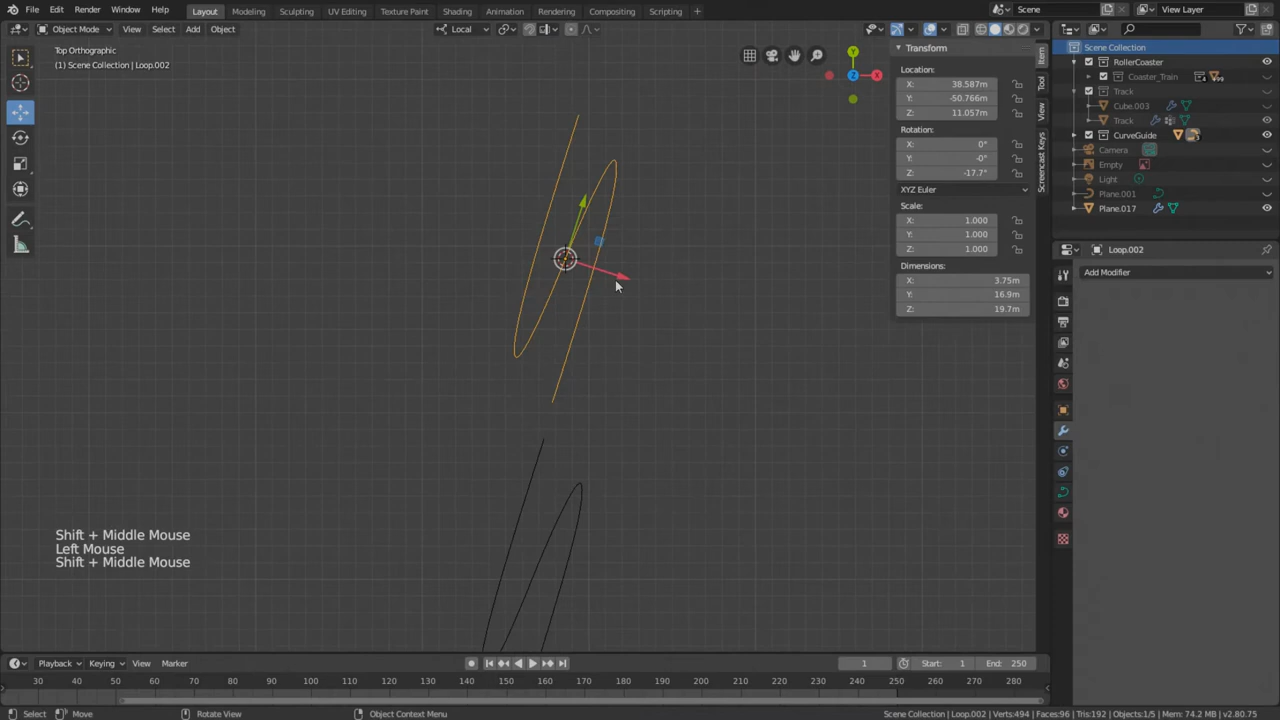 File Edit Render Window Help Layout Modeling Sculpting UV Editing Texture Paint Shading Animation Rendering Compositing Scripting + Scene View Layer
Object Mode View Select Add Object Local
Top Orthographic
(1) Scene Collection | Loop.002
Y
Z
X
Transform
Location:
X: 38.587m
Y: -50.766m
Z: 11.057m
Rotation:
X: 0°
Y: -0°
Z: -17.7°
XYZ Euler
Scale:
X: 1.000
Y: 1.000
Z: 1.000
Dimensions:
X: 3.75m
Y: 16.9m
Z: 19.7m
Item
Tool
View
Screencast Keys
Scene Collection
RollerCoaster
Coaster_Train
Track
Cube.003
Track
CurveGuide
Camera
Empty
Light
Plane.001
Plane.017
Loop.002
Add Modifier
Shift + Middle Mouse
Left Mouse
Shift + Middle Mouse
Playback Keying View Marker 1 Start: 1 End: 250
30 40 50 60 70 80 90 100 110 120 130 140 150 160 170 180 190 200 210 220 230 240 250 260 270 280
Select Move Rotate View Object Context Menu Scene Collection | Loop.002 | Verts:494 | Faces:96 | Tris:192 | Objects:1/5 | Mem: 74.2 MB | v2.80.75